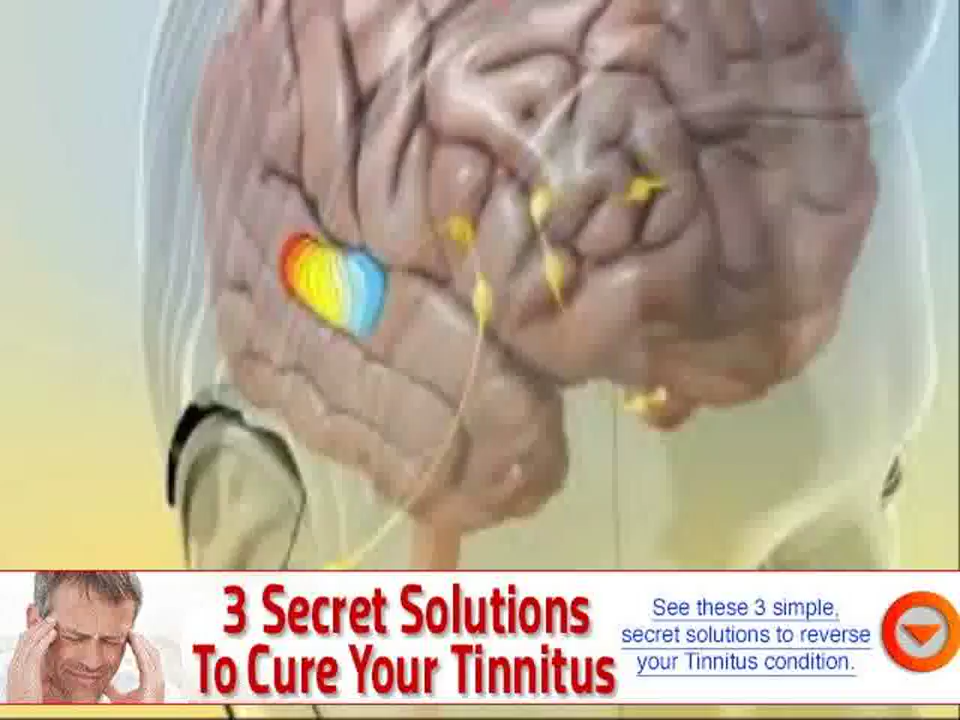 3 Secret Solutions
To Cure Your Tinnitus
See these 3 simple,
secret solutions to reverse
your Tinnitus condition.